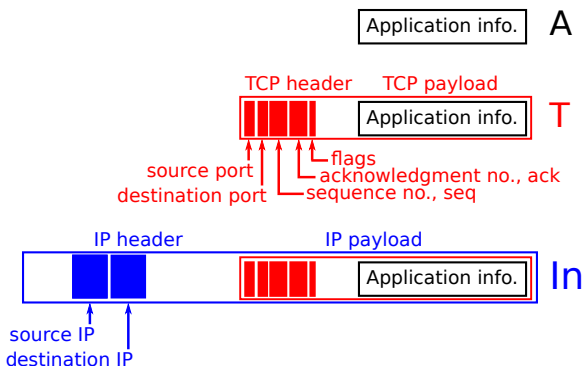 Application info.
A
TCP header
TCP payload
Application info.
T
flags
source port
acknowledgment no., ack
destination port
sequence no., seq
IP header
IP payload
Application info.
In
source IP
destination IP